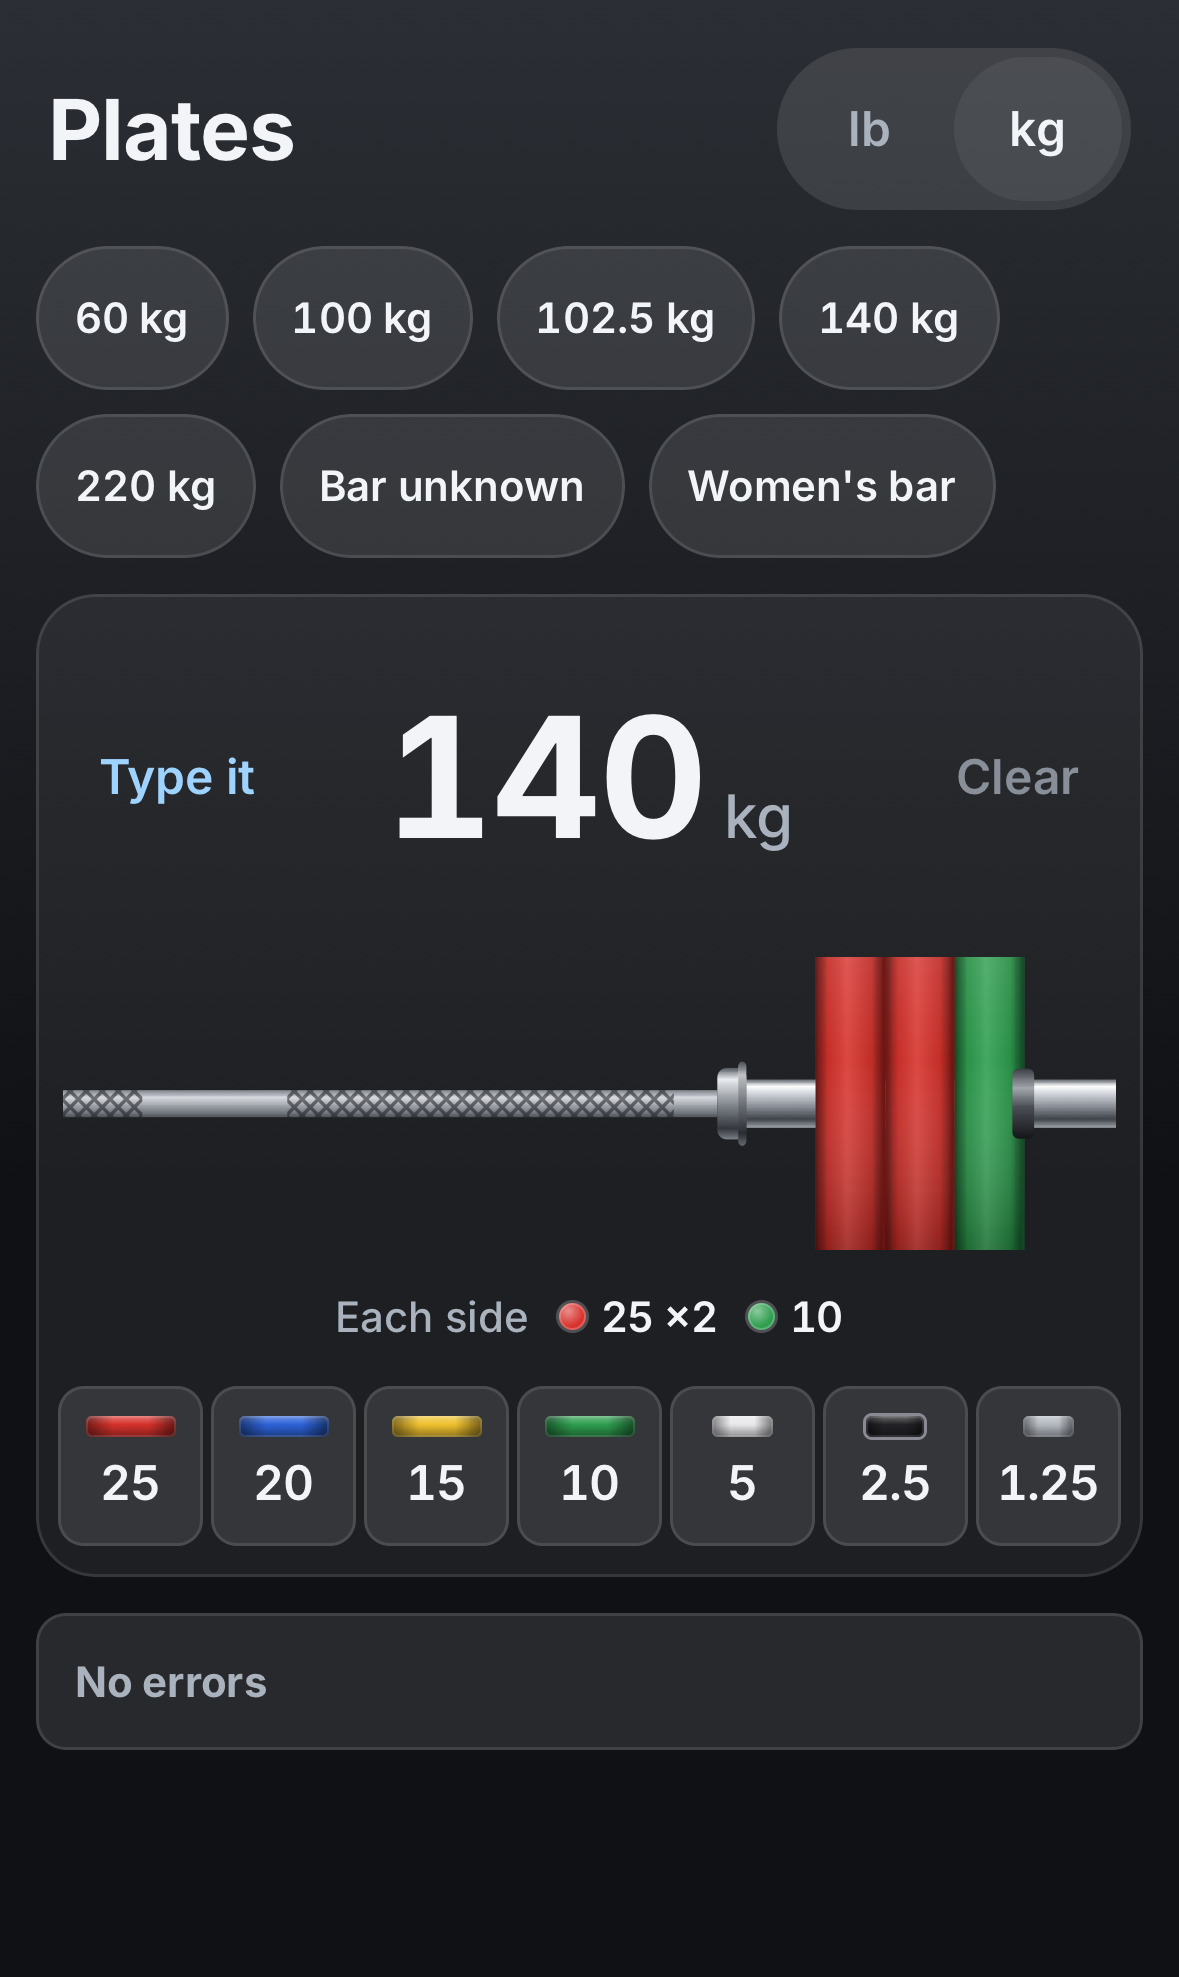 Plates
lb kg
60 kg 100 kg 102.5 kg 140 kg
220 kg Bar unknown Women's bar
Type it 140 kg Clear
Each side 25 ×2 10
25 20 15 10 5 2.5 1.25
No errors